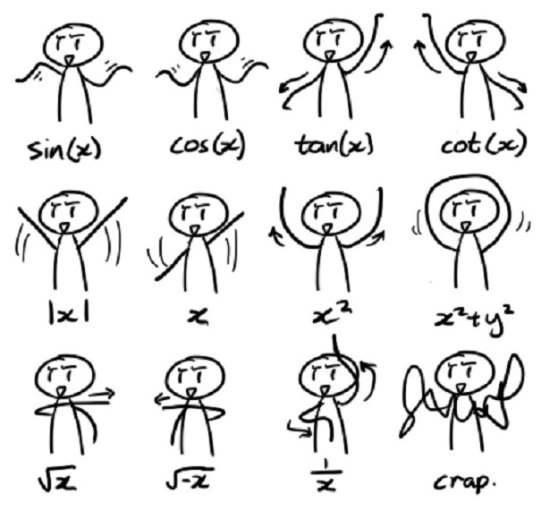 sin(x) cos(x) tan(x) cot(x)
|x| x x² x²+y²
√x √-x 1/x crap.